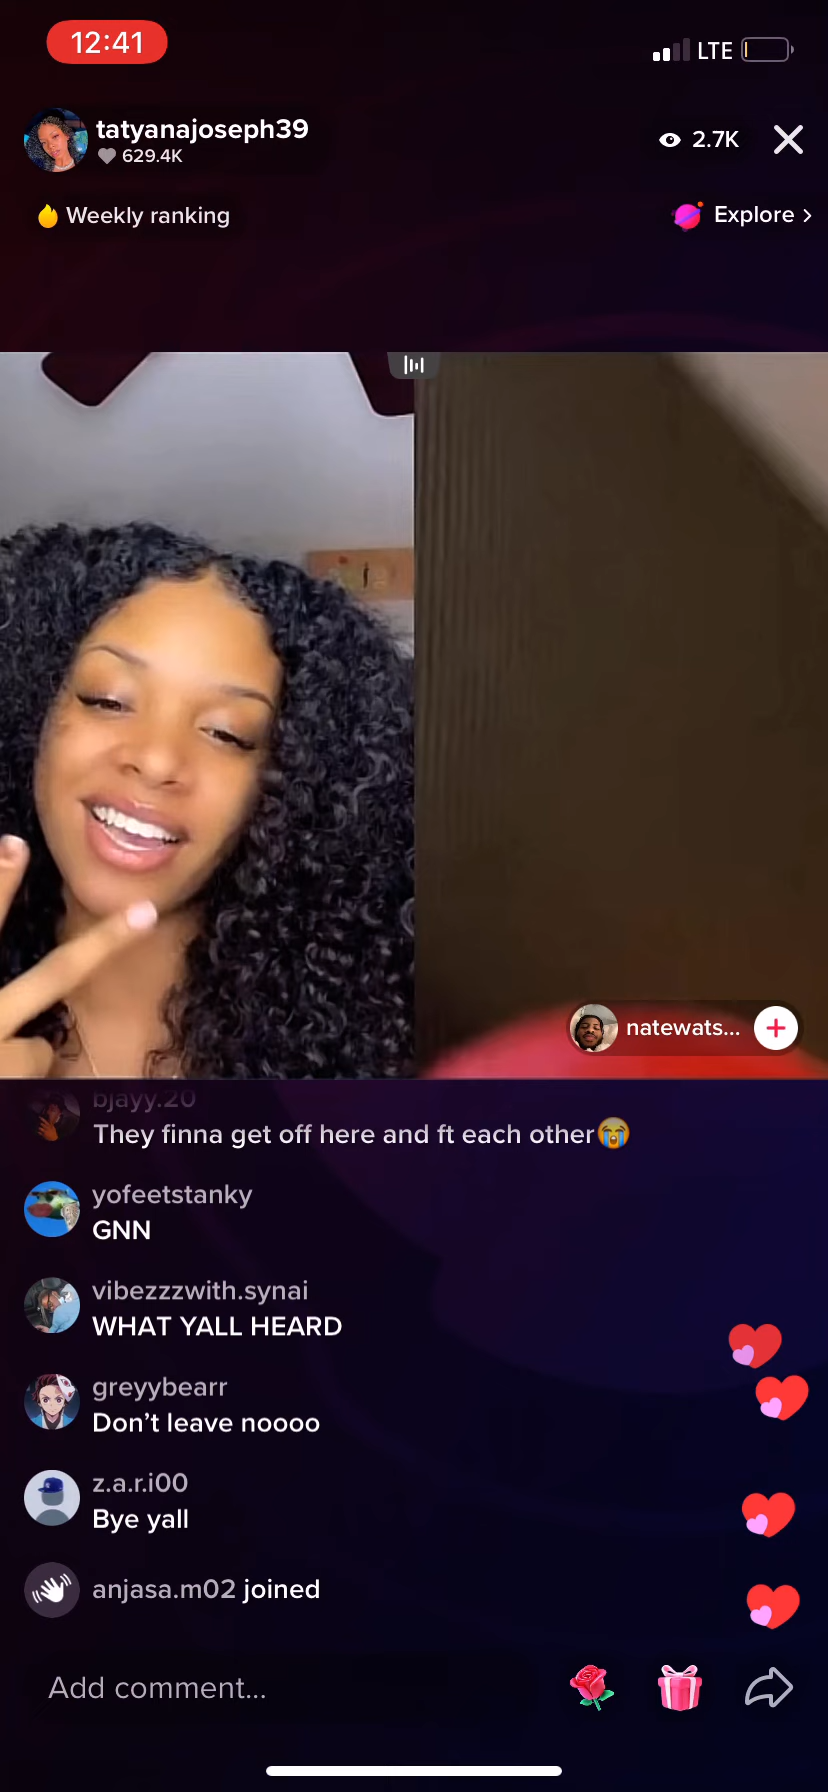 12:41
LTE
tatyanajoseph39
629.4K
2.7K
Weekly ranking
Explore >
natewats...
bjayy.20
They finna get off here and ft each other😭
yofeetstanky
GNN
vibezzzwith.synai
WHAT YALL HEARD
greyybearr
Don't leave noooo
z.a.r.i00
Bye yall
anjasa.m02 joined
Add comment...